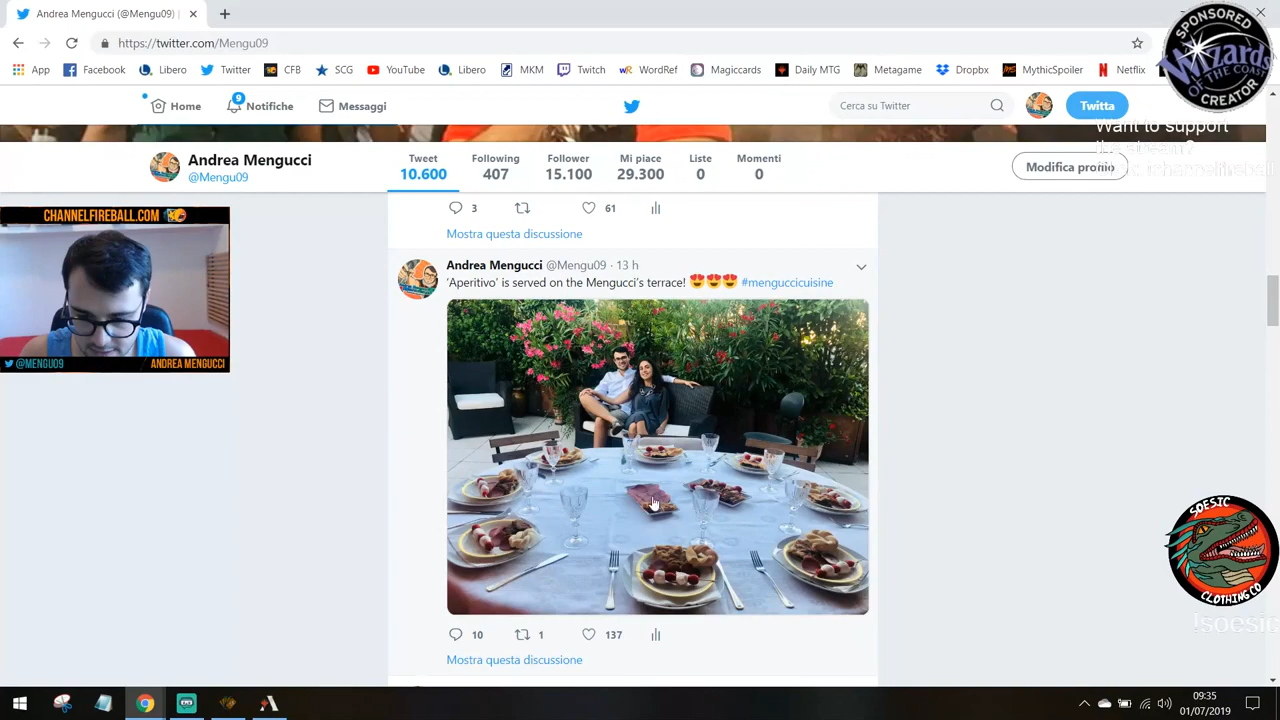 Andrea Mengucci (@Mengu09) |
https://twitter.com/Mengu09
App Facebook Libero Twitter CFB SCG YouTube Libero MKM Twitch WordRef Magiccards Daily MTG Metagame Dropbx MythicSpoiler Netflix
SPONSORED
Wizards
OF THE COAST
CREATOR
9
Home Notifiche Messaggi Cerca su Twitter Twitta
Want to support
Andrea Mengucci
@Mengu09
Tweet Following Follower Mi piace Liste Momenti
10.600 407 15.100 29.300 0 0
Modifica profilo
3 61
Mostra questa discussione
CHANNELFIREBALL.COM
@MENGU09 ANDREA MENGUCCI
Andrea Mengucci @Mengu09 · 13 h
'Aperitivo' is served on the Mengucci's terrace! 😍😍😍 #menguccicuisine
10 1 137
Mostra questa discussione
SOESIC
CLOTHING CO
!soesic
09:35
01/07/2019